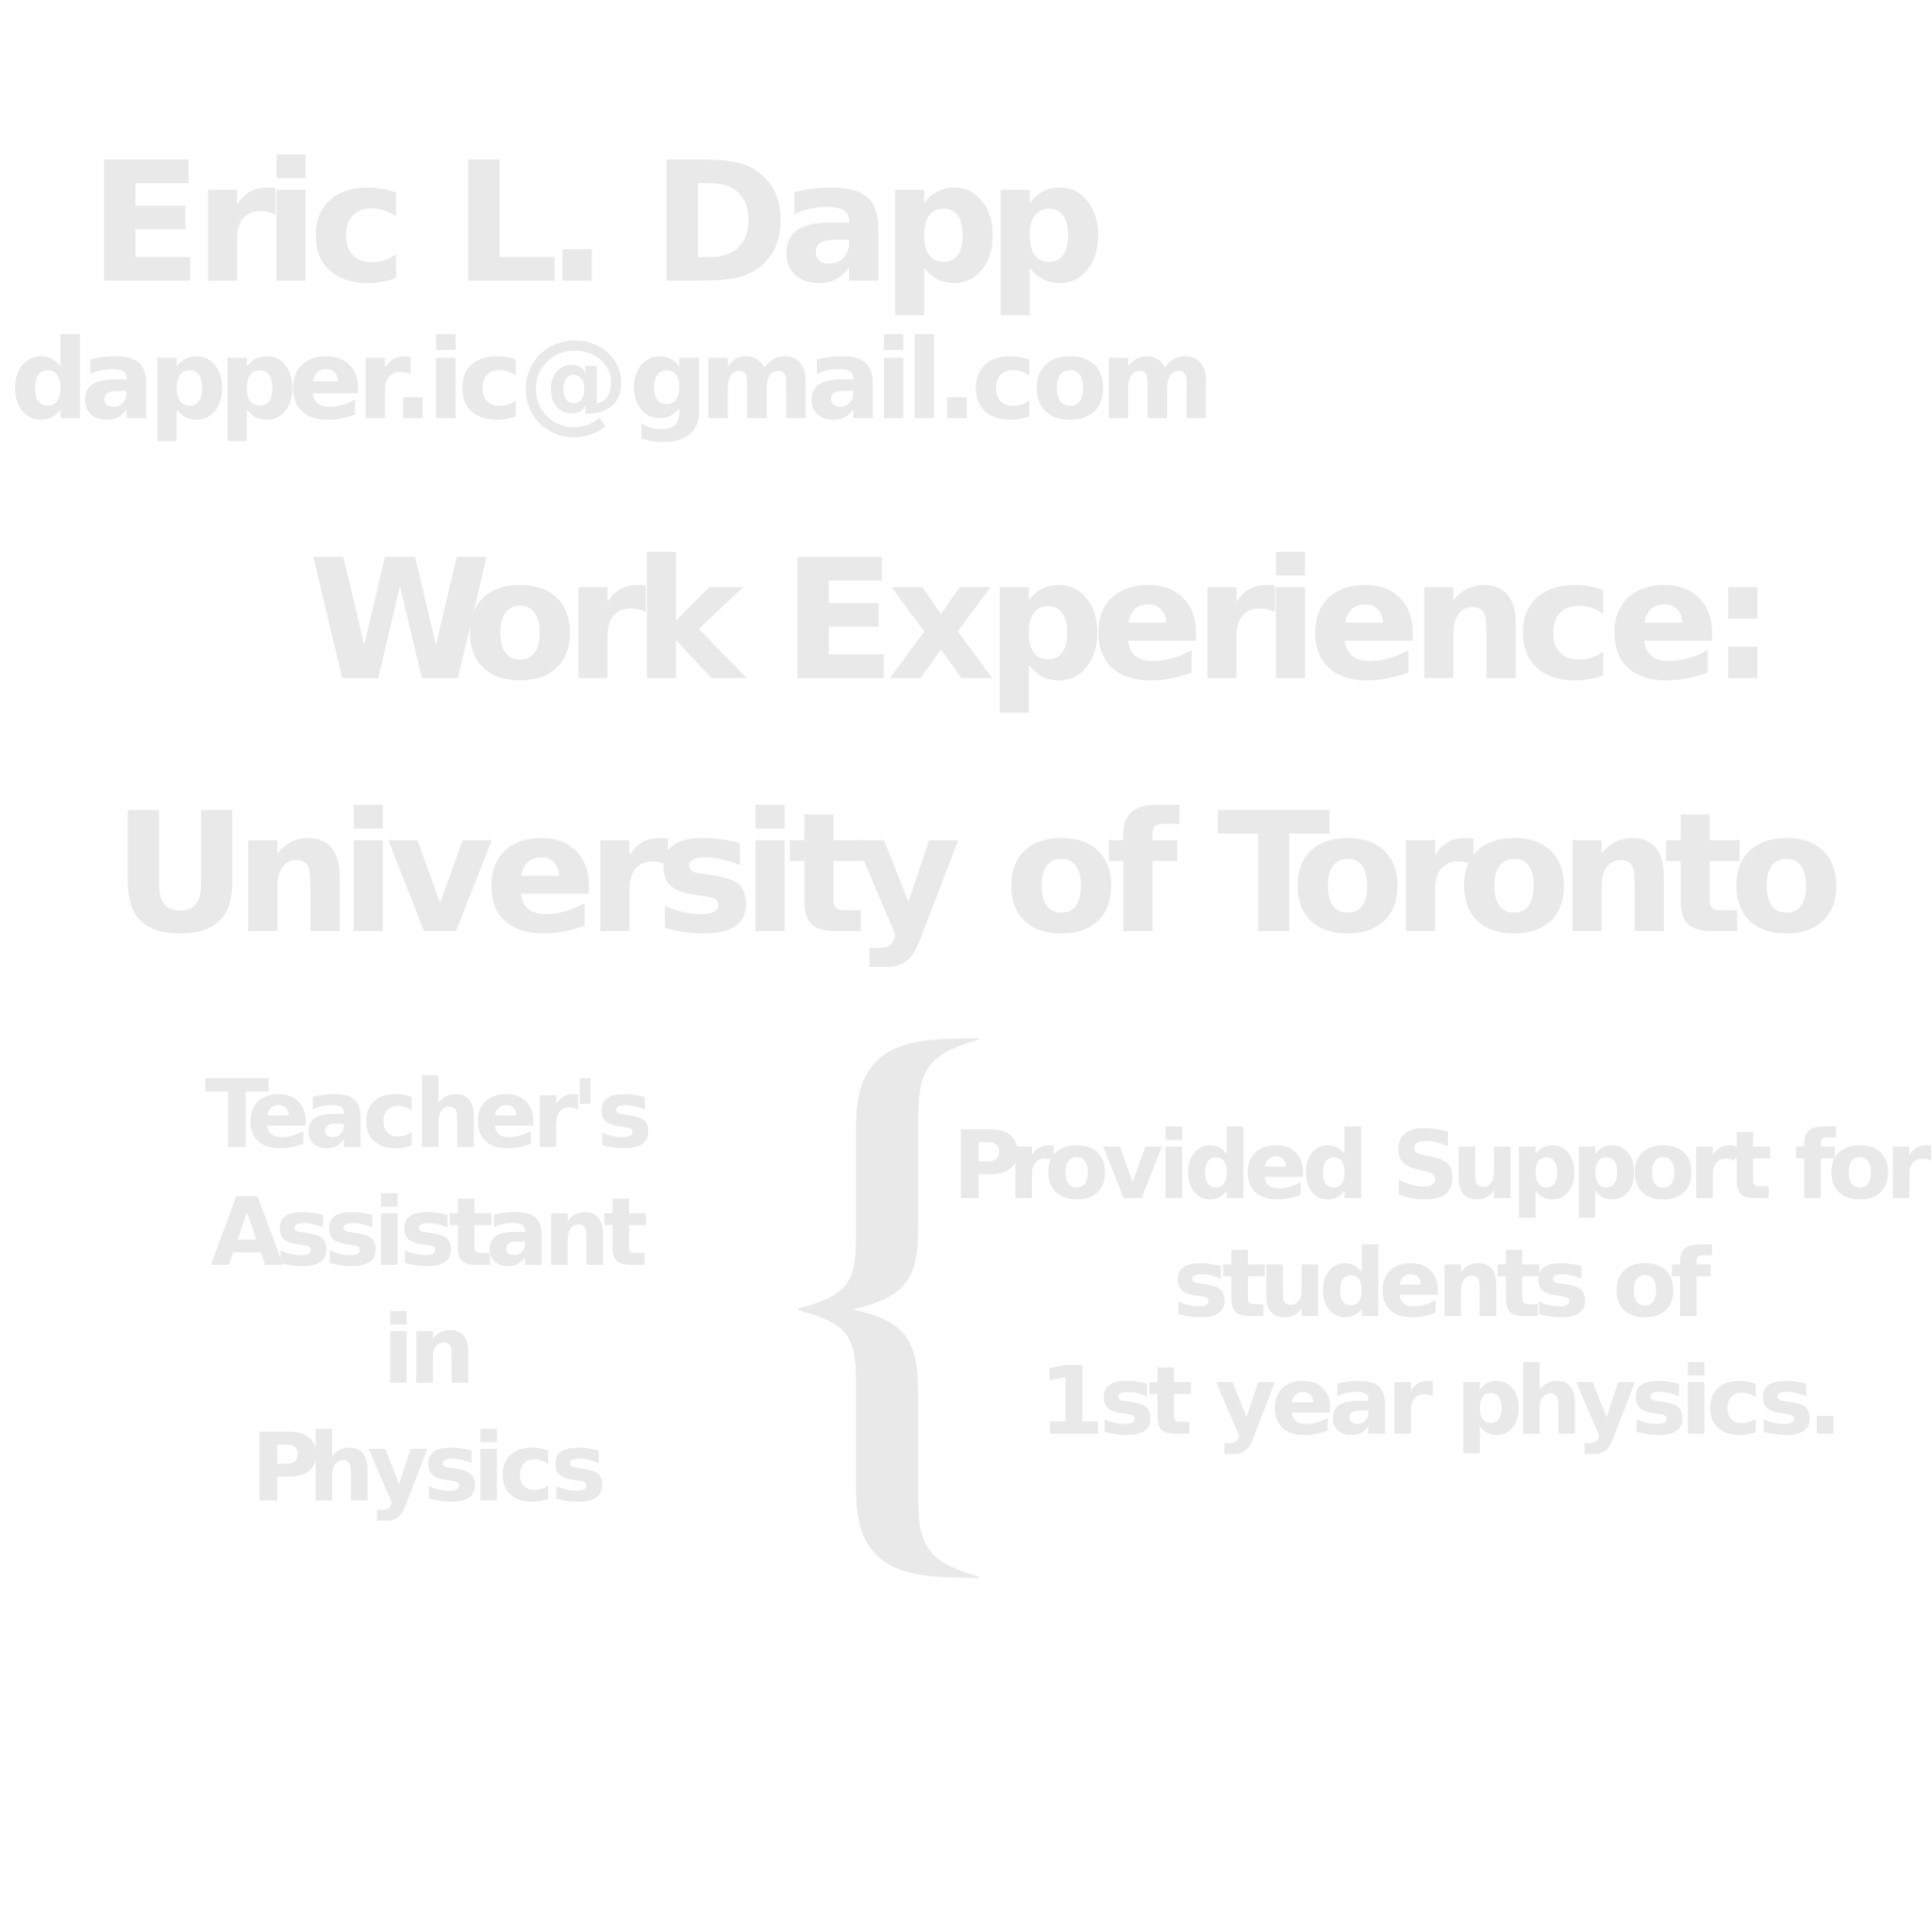 Eric L. Dapp
dapper.ic@gmail.com
Work Experience:
University of Toronto
Teacher's
Assistant
in
Physics
{
Provided Support for
students of
1st year physics.